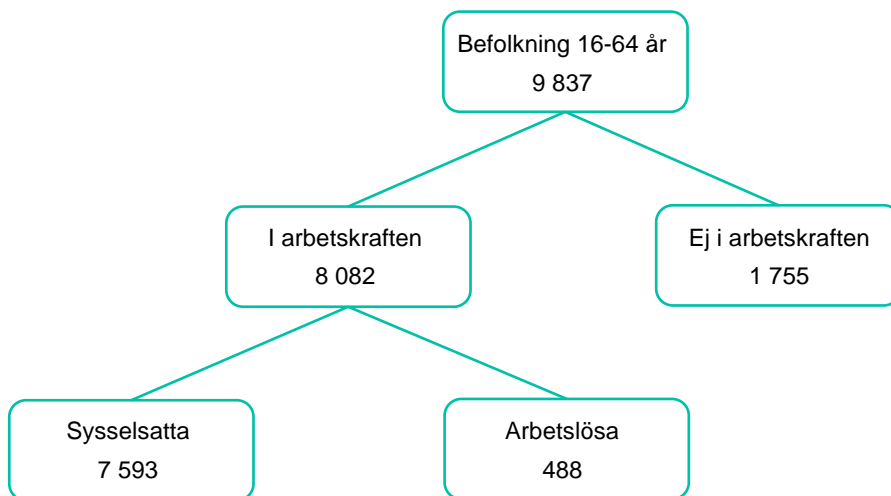 Befolkning 16-64 år
9 837
I arbetskraften
8 082
Ej i arbetskraften
1 755
Sysselsatta
7 593
Arbetslösa
488